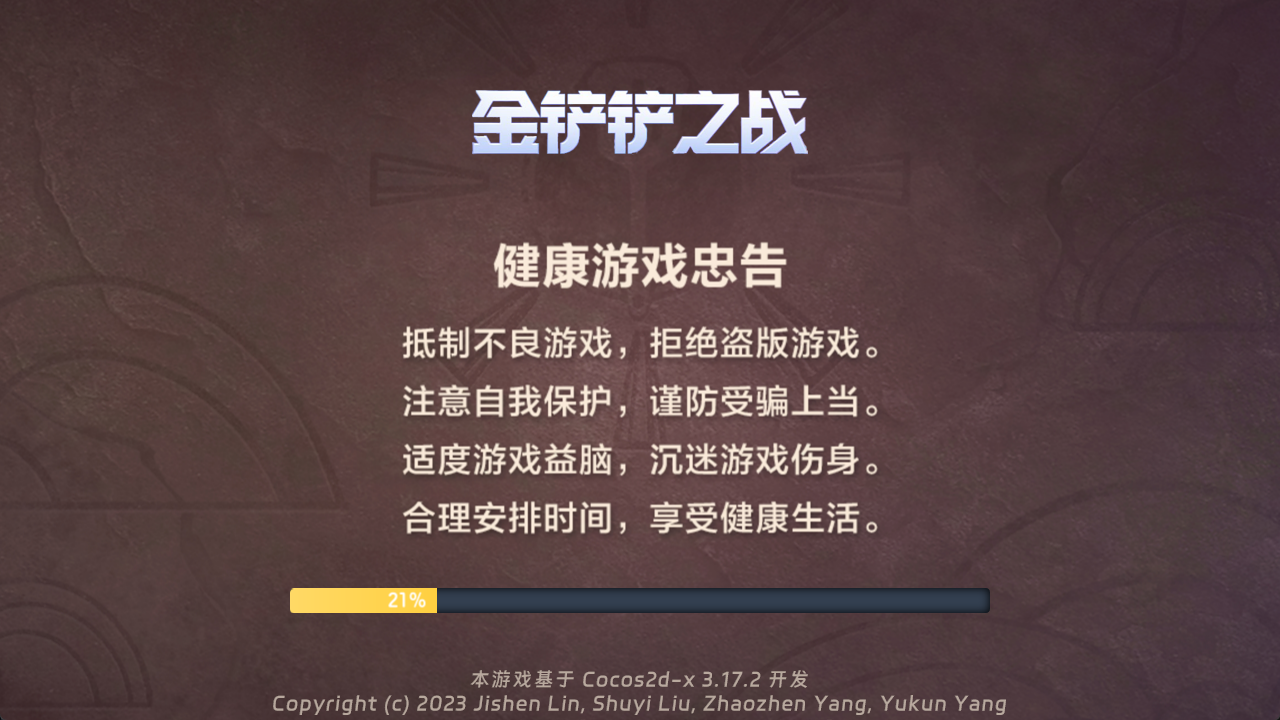 金铲铲之战
健康游戏忠告
抵制不良游戏，拒绝盗版游戏。
注意自我保护，谨防受骗上当。
适度游戏益脑，沉迷游戏伤身。
合理安排时间，享受健康生活。
21%
本游戏基于 Cocos2d-x 3.17.2 开发
Copyright (c) 2023 Jishen Lin, Shuyi Liu, Zhaozhen Yang, Yukun Yang